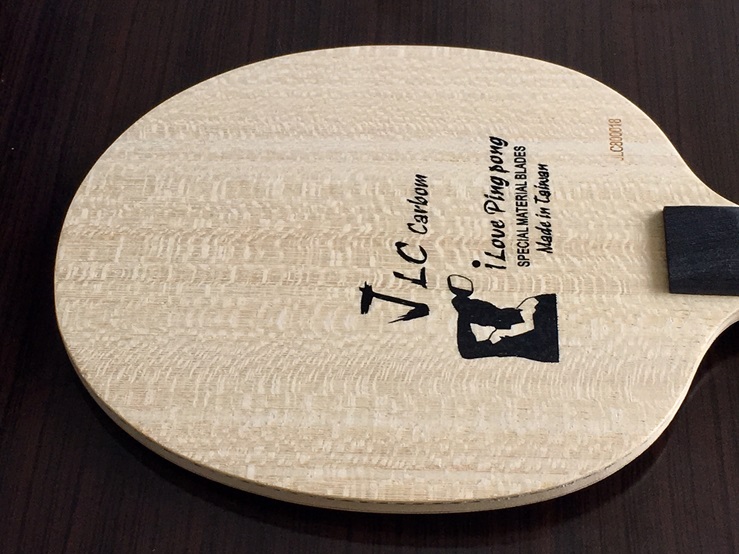 JLC Carbom
i Love Ping pong
SPECIAL MATERIAL BLADES
Made in Taiwan
JLC800018